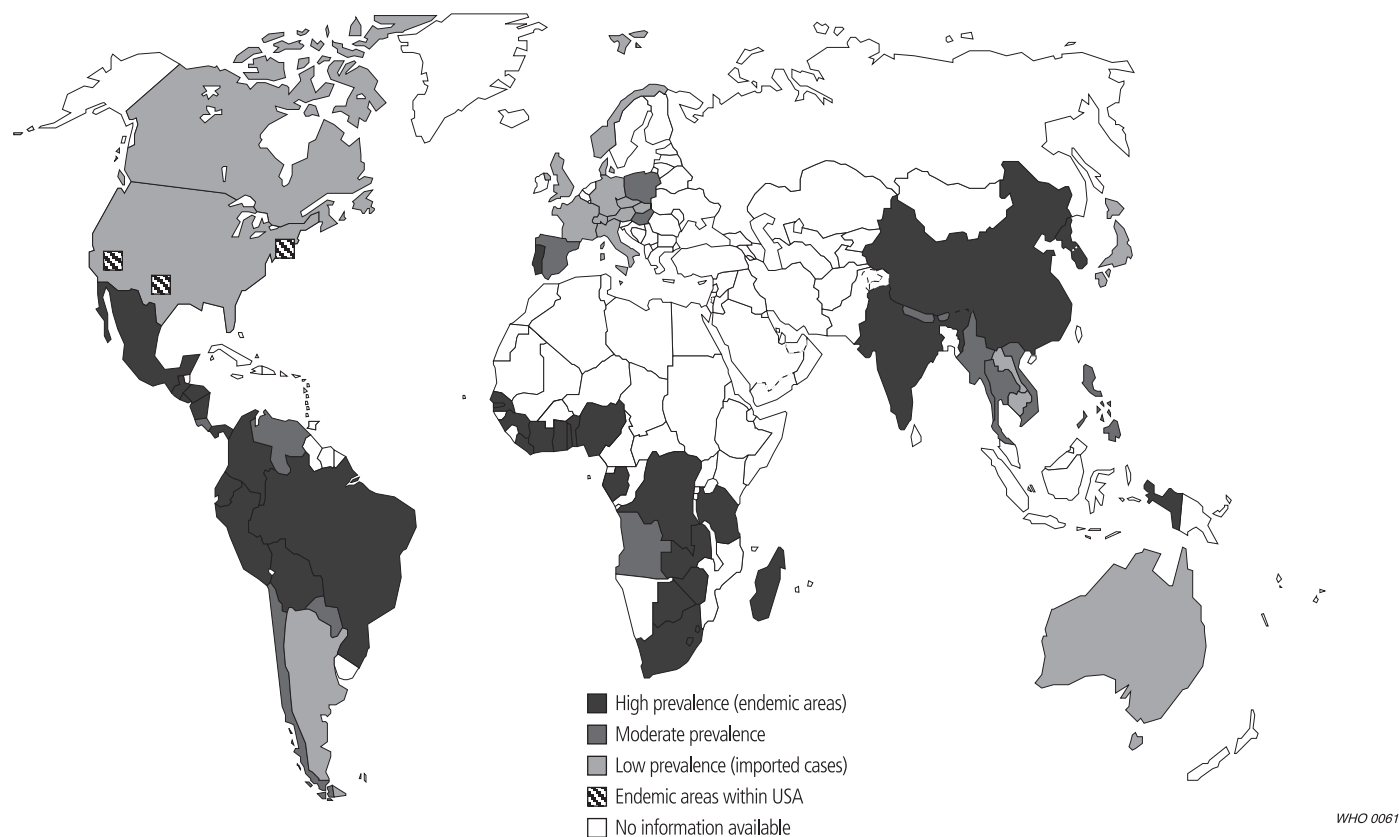 High prevalence (endemic areas)
Moderate prevalence
Low prevalence (imported cases)
Endemic areas within USA
No information available
WHO 0061